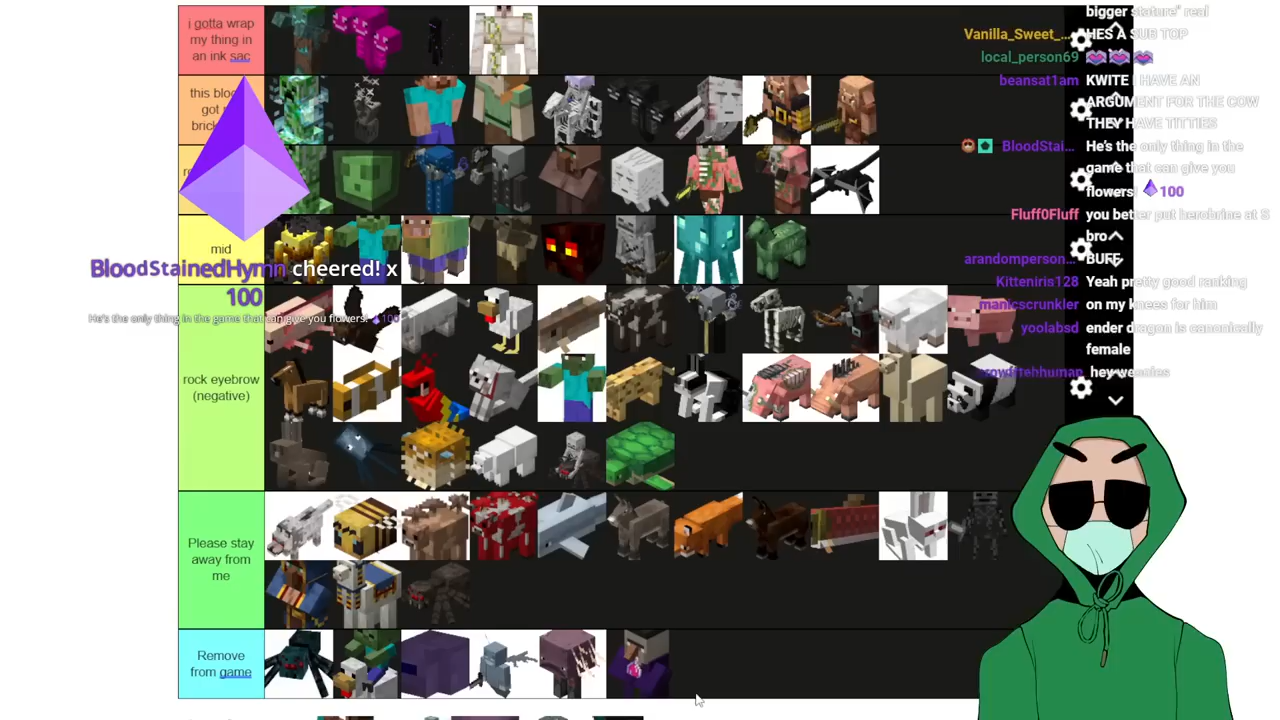 i gotta wrap
my thing in
an ink sac
this bloc
got
bric
mid
BloodStainedHymn cheered! x
100
He's the only thing in the game that can give you flowers! 100
rock eyebrow
(negative)
Please stay
away from
me
Remove
from game
bigger stature" real
Vanilla_Sweet_... HES A SUB TOP
local_person69
beansat1am KWITE I HAVE AN
ARGUMENT FOR THE COW
THEY HAVE TITTIES
BloodStai... He's the only thing in the
game that can give you
flowers! 100
Fluff0Fluff you better put herobrine at S
bro
arandomperson... BUFF
Kitteniris128 Yeah pretty good ranking
manicscrunkler on my knees for him
yoolabsd ender dragon is canonically
female
hey weenies